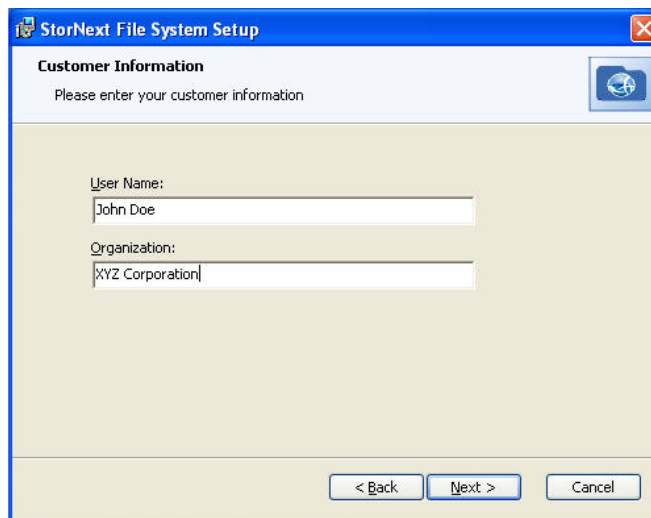 StorNext File System Setup
Customer Information
Please enter your customer information
User Name:
John Doe
Organization:
XYZ Corporation
< Back Next > Cancel